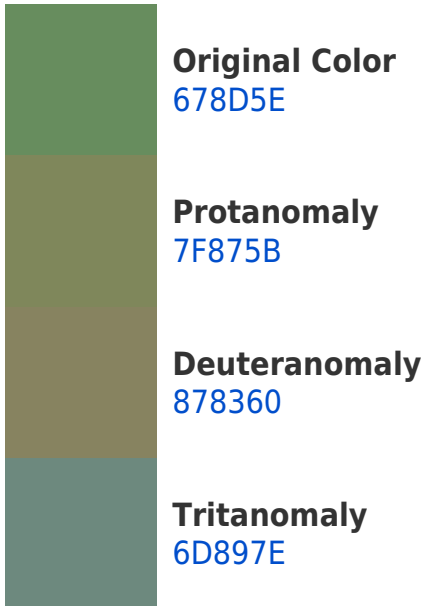 Original Color
678D5E
Protanomaly
7F875B
Deuteranomaly
878360
Tritanomaly
6D897E